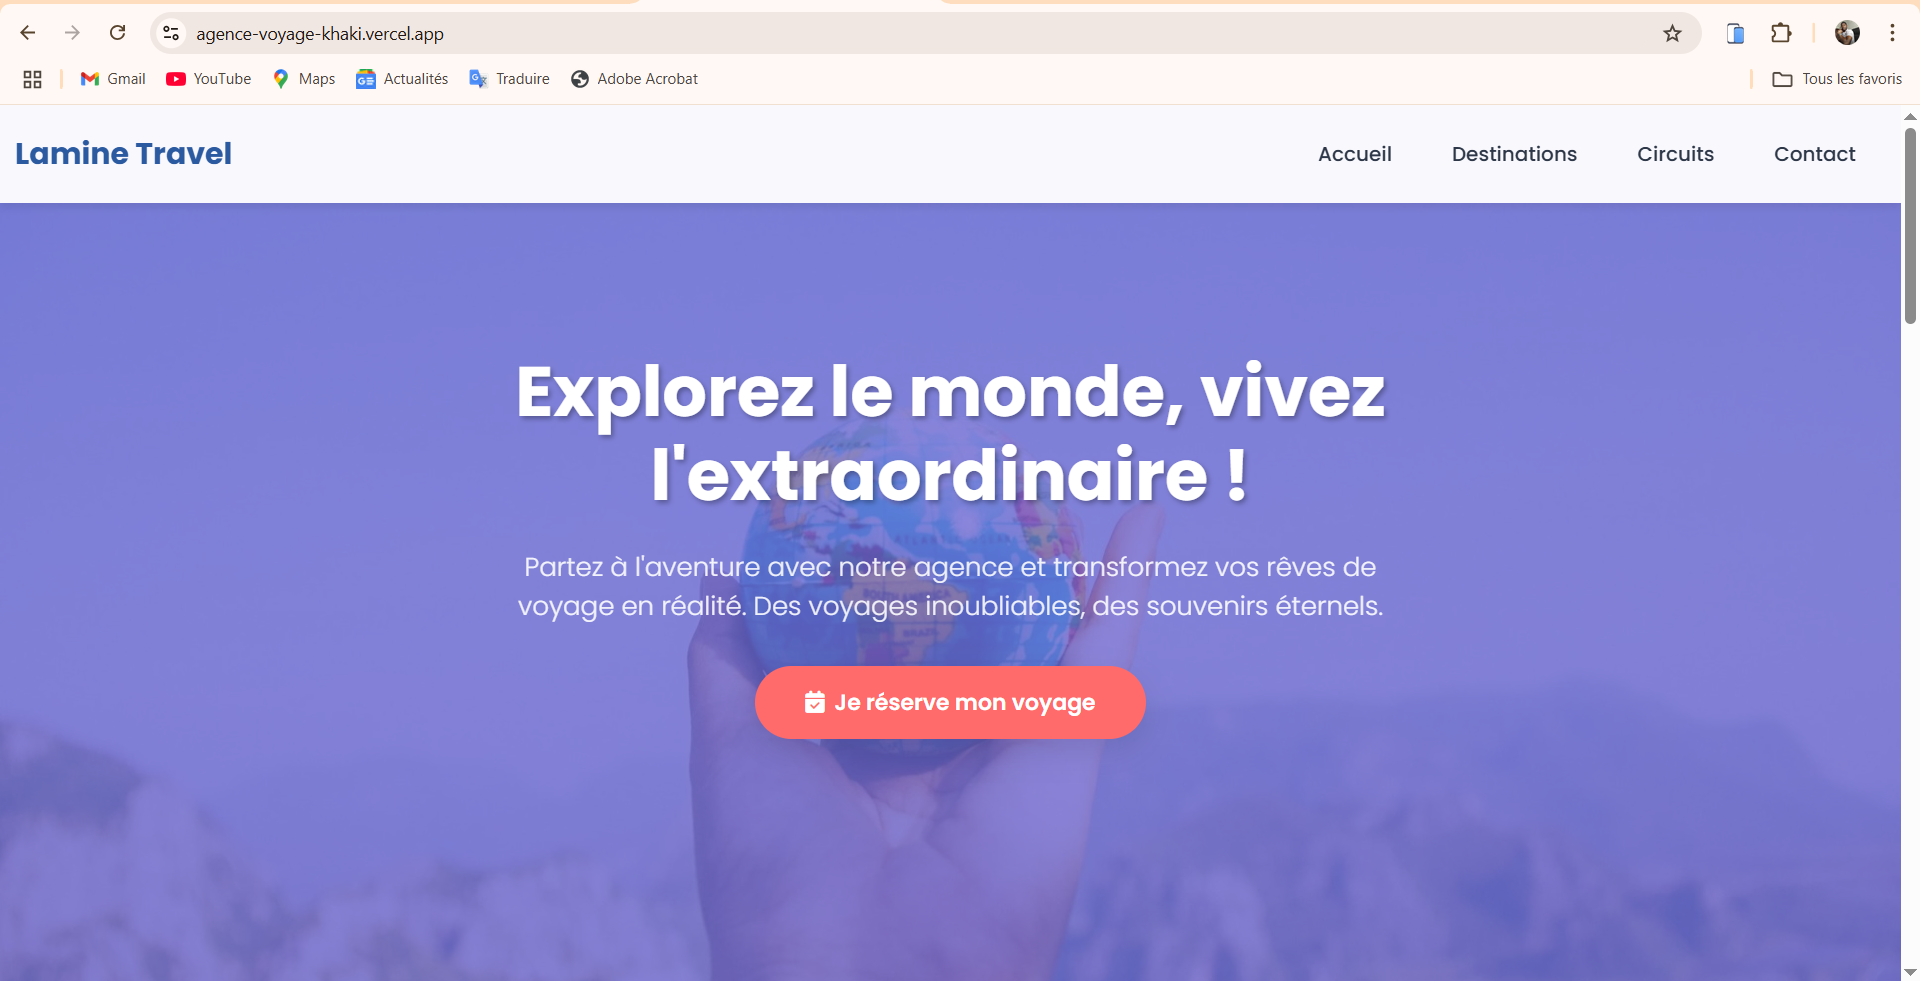 agence-voyage-khaki.vercel.app
Gmail YouTube Maps Actualités Traduire Adobe Acrobat Tous les favoris
Lamine Travel Accueil Destinations Circuits Contact
Explorez le monde, vivez
l'extraordinaire !
Partez à l'aventure avec notre agence et transformez vos rêves de
voyage en réalité. Des voyages inoubliables, des souvenirs éternels.
SOUTH AMERICA
Je réserve mon voyage